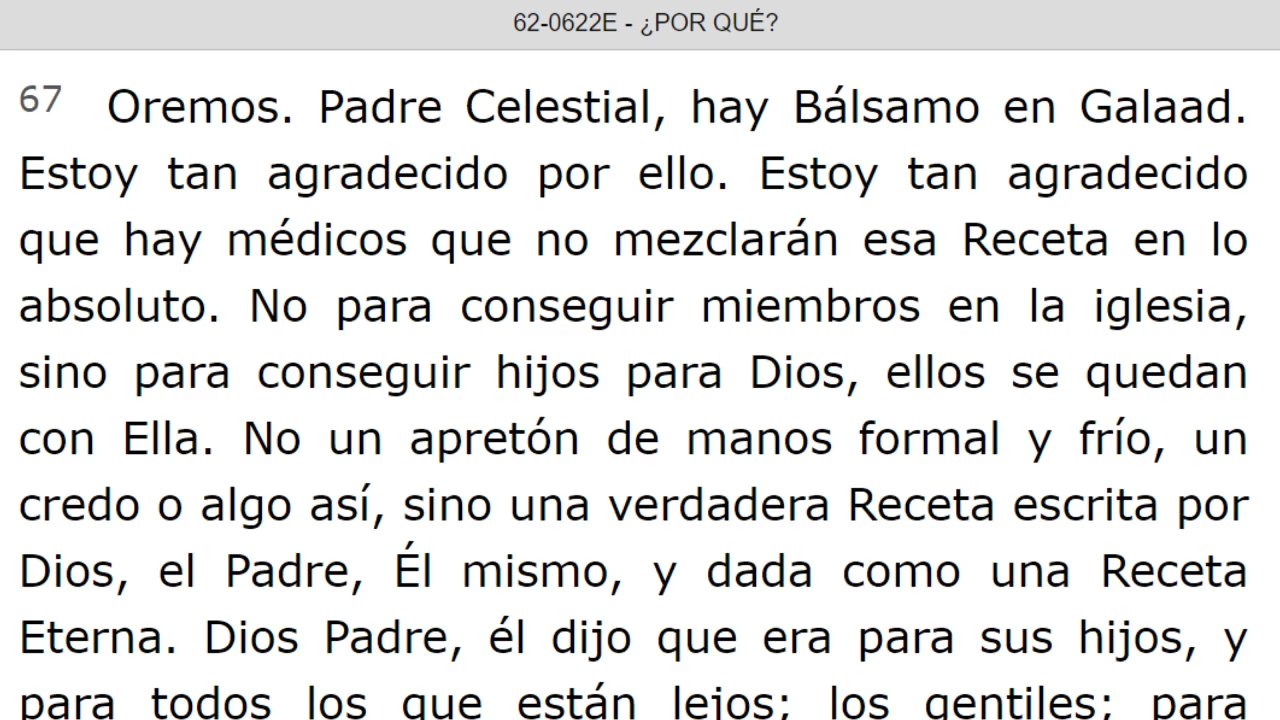 62-0622E - ¿POR QUÉ?
67 Oremos. Padre Celestial, hay Bálsamo en Galaad.
Estoy tan agradecido por ello. Estoy tan agradecido
que hay médicos que no mezclarán esa Receta en lo
absoluto. No para conseguir miembros en la iglesia,
sino para conseguir hijos para Dios, ellos se quedan
con Ella. No un apretón de manos formal y frío, un
credo o algo así, sino una verdadera Receta escrita por
Dios, el Padre, Él mismo, y dada como una Receta
Eterna. Dios Padre, él dijo que era para sus hijos, y
para todos los que están lejos; los gentiles; para